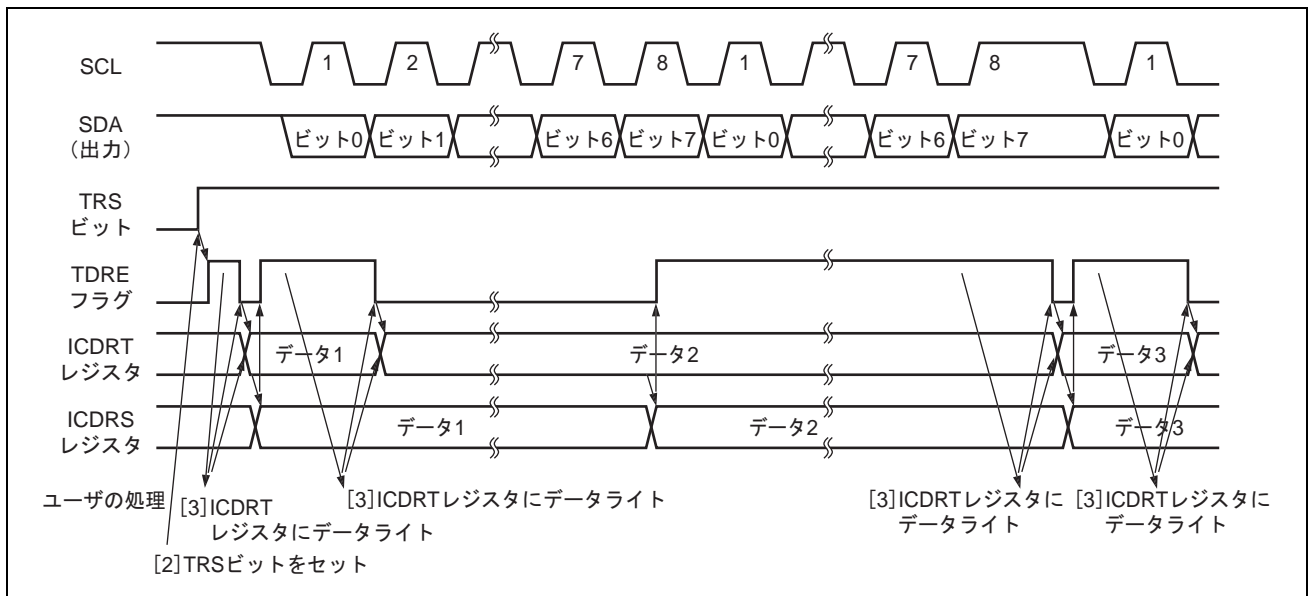 SCL
1 2 7 8 1 7 8 1
SDA
（出力）
ビット0 ビット1 ビット6 ビット7 ビット0 ビット6 ビット7 ビット0
TRS
ビット
TDRE
フラグ
ICDRT
レジスタ
データ1 データ2 データ3
ICDRS
レジスタ
データ1 データ2 データ3
ユーザの処理
[3]ICDRT
レジスタにデータライト
[3]ICDRTレジスタにデータライト
[3]ICDRTレジスタに
データライト
[3]ICDRTレジスタに
データライト
[2]TRSビットをセット